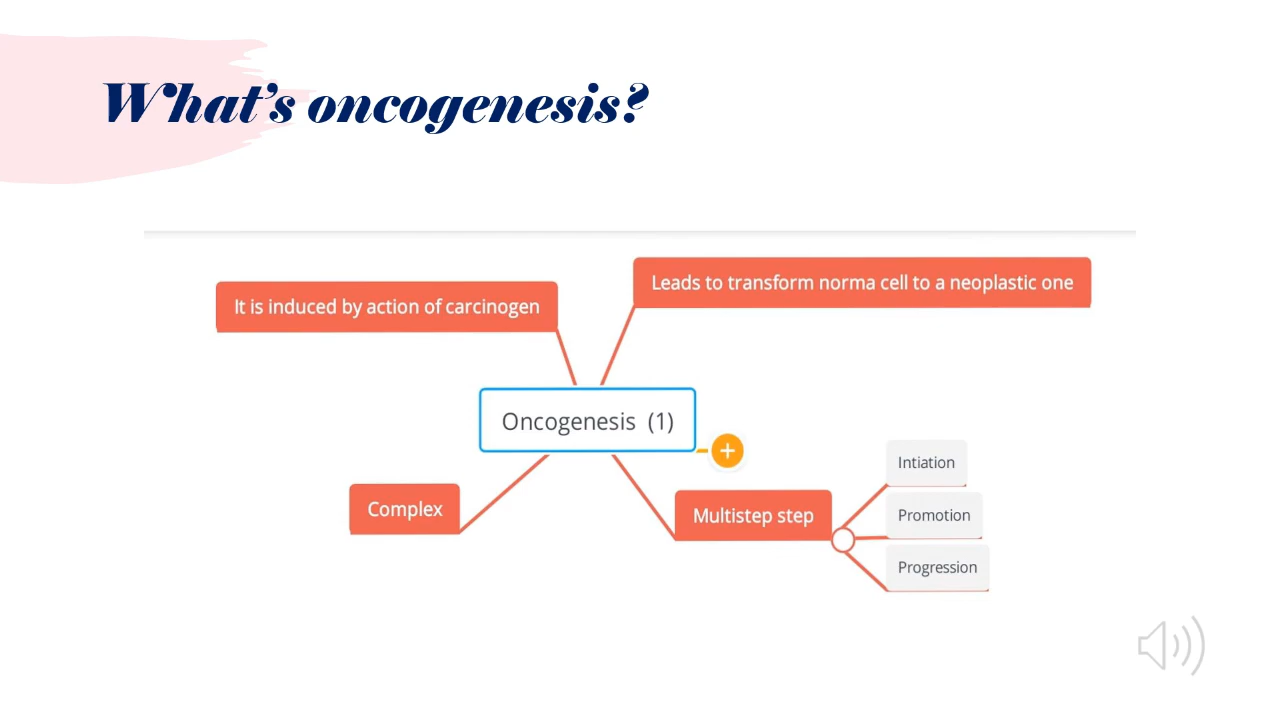 What's oncogenesis?
It is induced by action of carcinogen
Leads to transform norma cell to a neoplastic one
Oncogenesis (1)
Complex
Multistep step
Intiation
Promotion
Progression